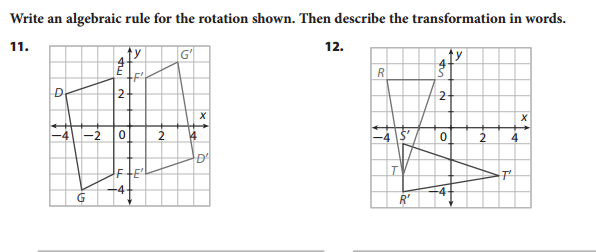 Write an algebraic rule for the rotation shown. Then describe the transformation in words.
11.
12.
y
4
E
F'
G'
D
2
x
-4
-2
0
2
4
D'
F
E'
-4
G
y
4
R
S
2
x
-4
S'
0
2
4
T
T'
R'
-4